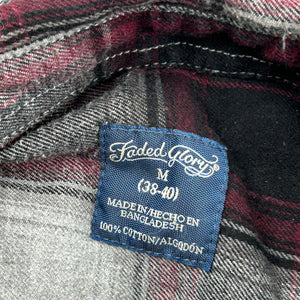 Faded Glory
M
(38-40)
MADE IN/HECHO EN
BANGLADESH
100% COTTON/ALGODÓN